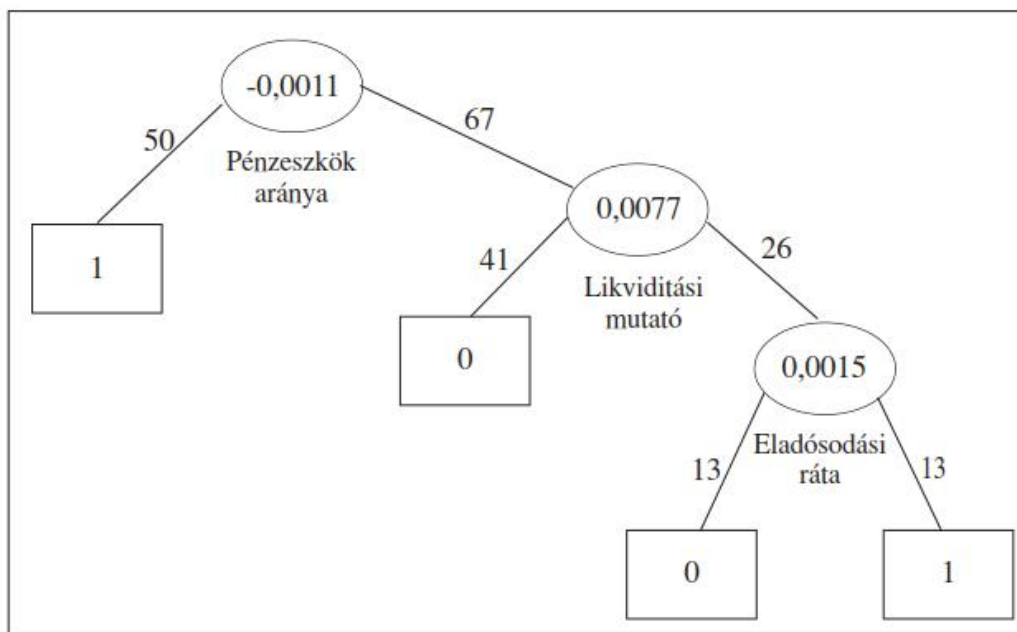 -0,0011
50
67
Pénzeszkök
aránya
0,0077
1
41
26
Likviditási
mutató
0
0,0015
Eladósodási
ráta
13
13
0
1